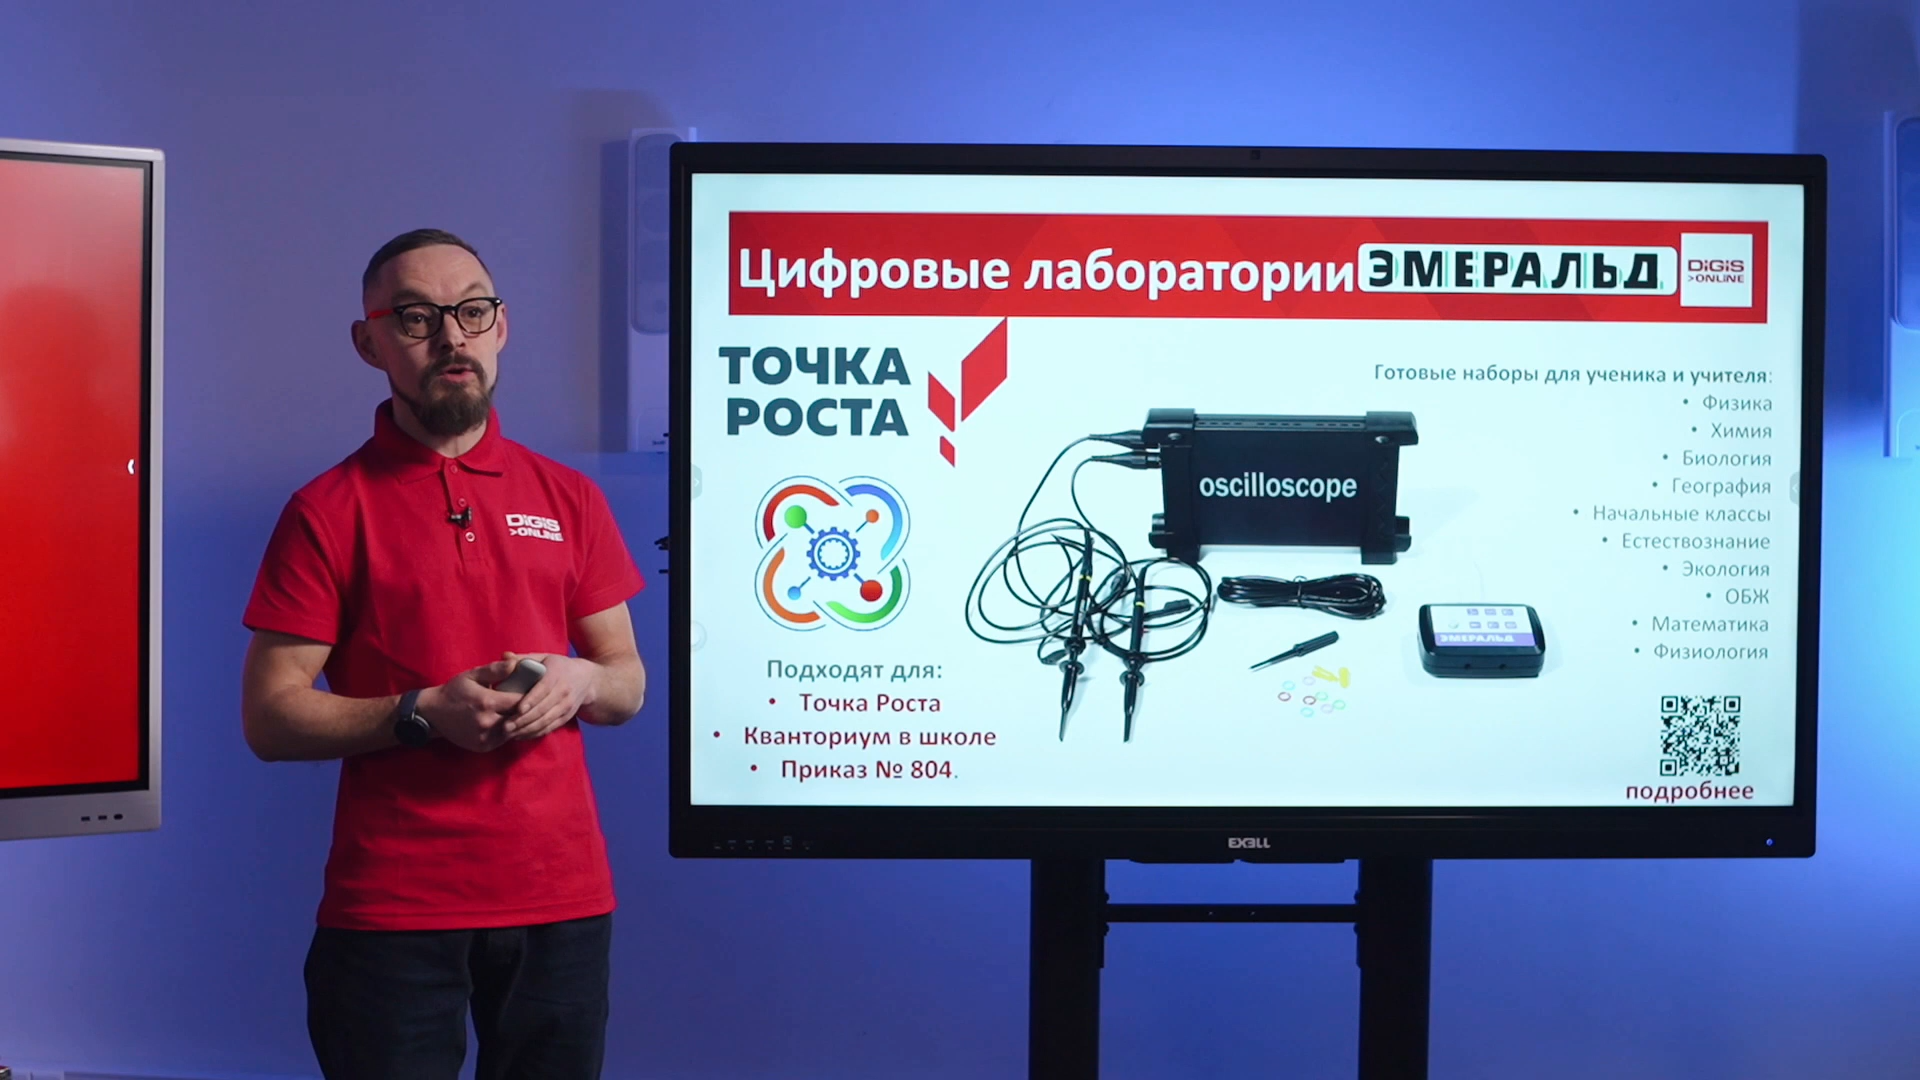 Цифровые лаборатории ЭМЕРАЛЬД
DiGiS
>ONLINE
ТОЧКА
РОСТА
Готовые наборы для ученика и учителя:
• Физика
• Химия
• Биология
• География
• Начальные классы
• Естествознание
• Экология
• ОБЖ
• Математика
• Физиология
oscilloscope
ЭМЕРАЛЬД
Подходят для:
• Точка Роста
• Кванториум в школе
• Приказ № 804.
подробнее
EXELL
DiGiS
>ONLINE